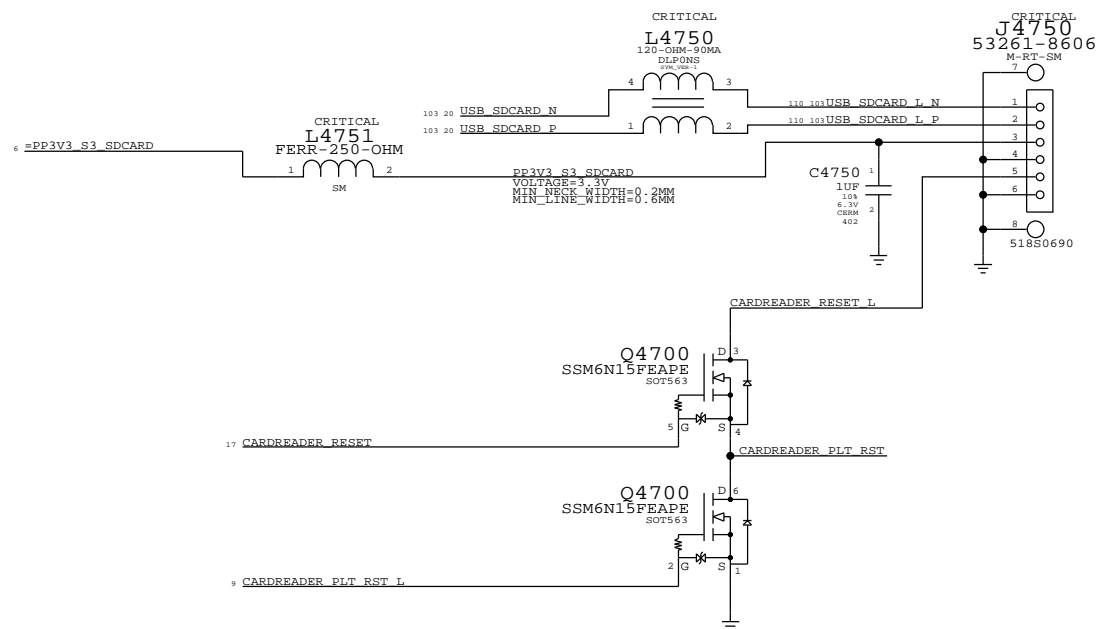 CRITICAL
L4750
120-OHM-90MA
DLP0NS
SYM_VER-1
4
3
1
2
103 20 USB_SDCARD_N
103 20 USB_SDCARD_P
110 103 USB_SDCARD_L_N
110 103 USB_SDCARD_L_P
CRITICAL
J4750
53261-8606
M-RT-SM
7
1
2
3
4
5
6
8
518S0690
CRITICAL
L4751
FERR-250-OHM
6 =PP3V3_S3_SDCARD
1
2
SM
PP3V3_S3_SDCARD
VOLTAGE=3.3V
MIN_NECK_WIDTH=0.2MM
MIN_LINE_WIDTH=0.6MM
C4750
1UF
10%
6.3V
CERM
402
1
2
CARDREADER_RESET_L
Q4700
SSM6N15FEAPE
SOT563
D 3
5 G
S 4
17 CARDREADER_RESET
CARDREADER_PLT_RST
Q4700
SSM6N15FEAPE
SOT563
D 6
2 G
S 1
9 CARDREADER_PLT_RST_L